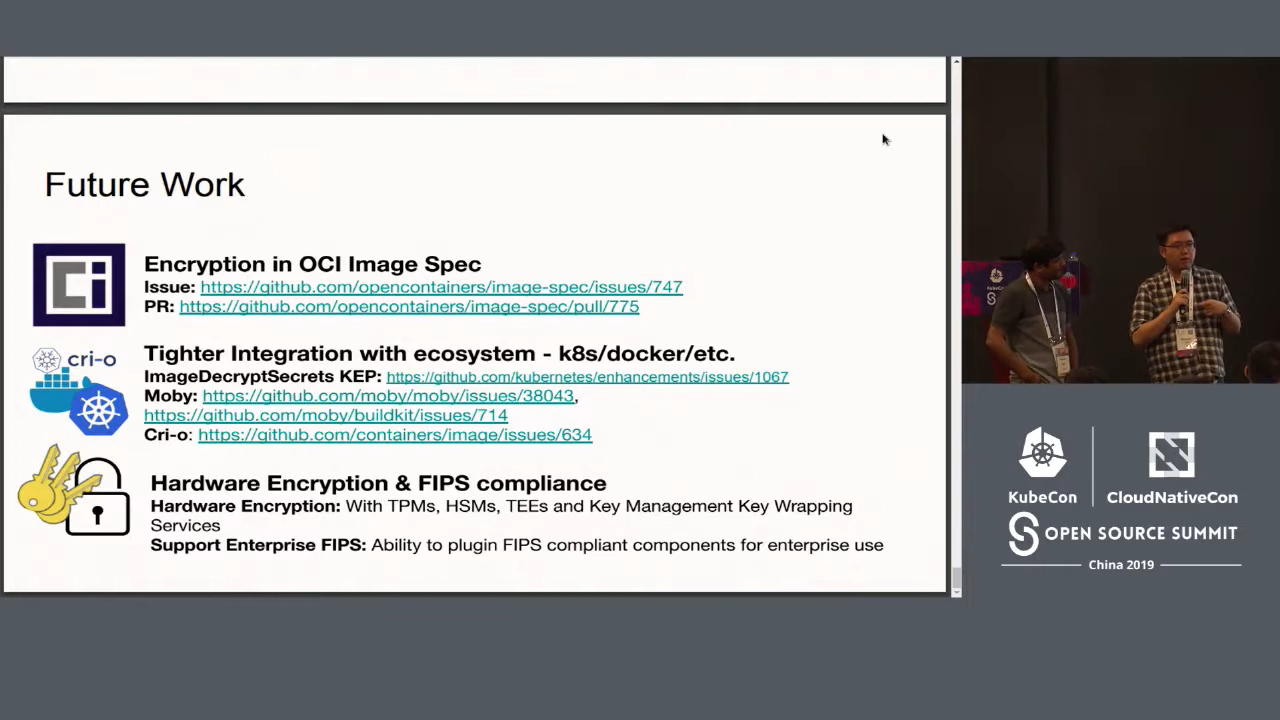 Future Work
Encryption in OCI Image Spec
Issue: https://github.com/opencontainers/image-spec/issues/747
PR: https://github.com/opencontainers/image-spec/pull/775
cri-o
Tighter Integration with ecosystem - k8s/docker/etc.
ImageDecryptSecrets KEP: https://github.com/kubernetes/enhancements/issues/1067
Moby: https://github.com/moby/moby/issues/38043,
https://github.com/moby/buildkit/issues/714
Cri-o: https://github.com/containers/image/issues/634
Hardware Encryption & FIPS compliance
Hardware Encryption: With TPMs, HSMs, TEEs and Key Management Key Wrapping
Services
Support Enterprise FIPS: Ability to plugin FIPS compliant components for enterprise use
KubeCon
CloudNativeCon
OPEN SOURCE SUMMIT
China 2019